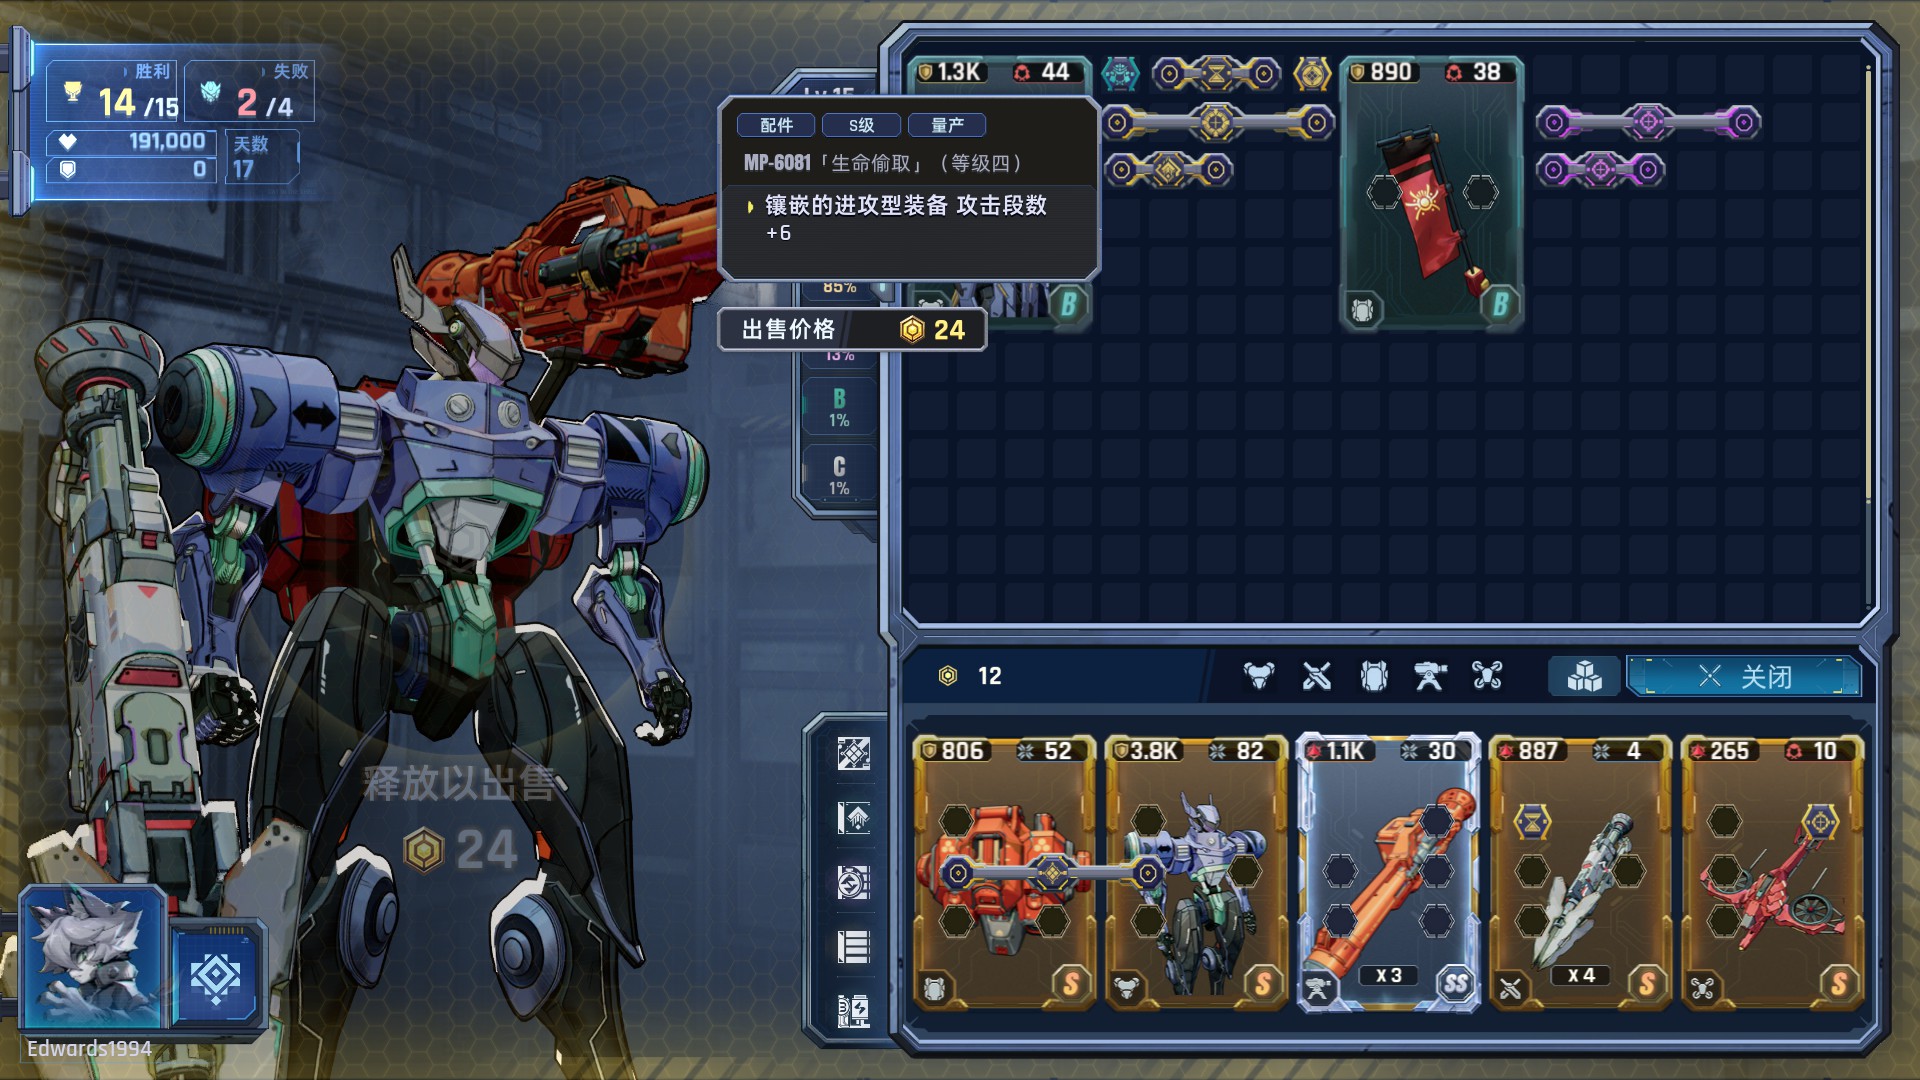 胜利
14 /15
失败
2 /4
191,000
0
天数
17
1.3K
44
890
38
配件
S级
量产
MP-6081「生命偷取」（等级四）
镶嵌的进攻型装备 攻击段数
+6
85%
出售价格
24
13%
B
1%
C
1%
B
B
释放以出售
24
12
关闭
806
52
S
3.8K
82
S
1.1K
30
x 3
SS
887
4
x 4
S
265
10
S
Edwards1994